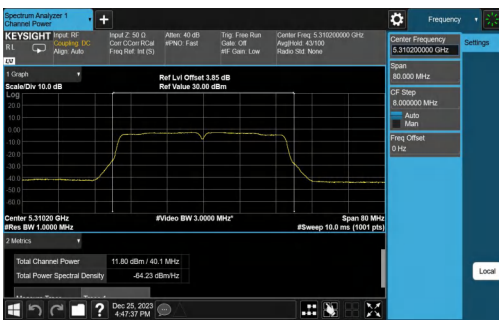 Spectrum Analyzer 1
Channel Power
+
Frequency
KEYSIGHT
Input: RF
Coupling: DC
Align: Auto
Input Z: 50 Ω
Corr CCorr RCal
Freq Ref: Int (S)
Atten: 40 dB
#PNO: Fast
Trig: Free Run
Gate: Off
#IF Gain: Low
Center Freq: 5.310200000 GHz
Avg|Hold: 43/100
Radio Std: None
RL
Center Frequency
5.310200000 GHz
Settings
Span
80.000 MHz
CF Step
8.000000 MHz
Auto
Man
Freq Offset
0 Hz
Local
1 Graph
Scale/Div 10.0 dB
Ref Lvl Offset 3.85 dB
Ref Value 30.00 dBm
Log
20.0
10.0
0.00
-10.0
-20.0
-30.0
-40.0
-50.0
-60.0
Center 5.31020 GHz
#Res BW 1.0000 MHz
#Video BW 3.0000 MHz*
Span 80 MHz
#Sweep 10.0 ms (1001 pts)
2 Metrics
Total Channel Power
11.80 dBm / 40.1 MHz
Total Power Spectral Density
-64.23 dBm/Hz
?
Dec 25, 2023
4:47:37 PM